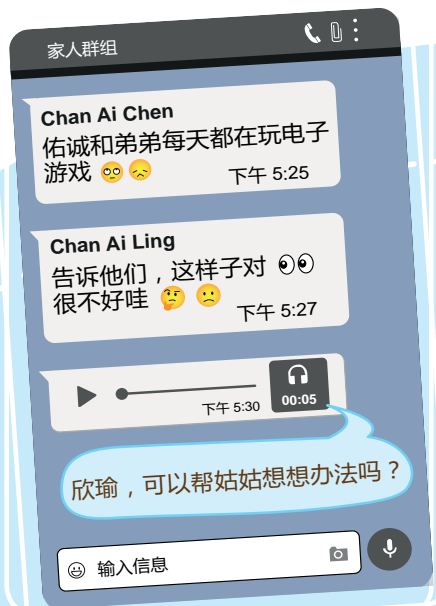 家人群组
Chan Ai Chen
佑诚和弟弟每天都在玩电子
游戏 🙄😞
下午 5:25
Chan Ai Ling
告诉他们，这样子对 👀
很不好哇 🤔🙁
下午 5:27
下午 5:30
00:05
欣瑜，可以帮姑姑想想办法吗？
输入信息